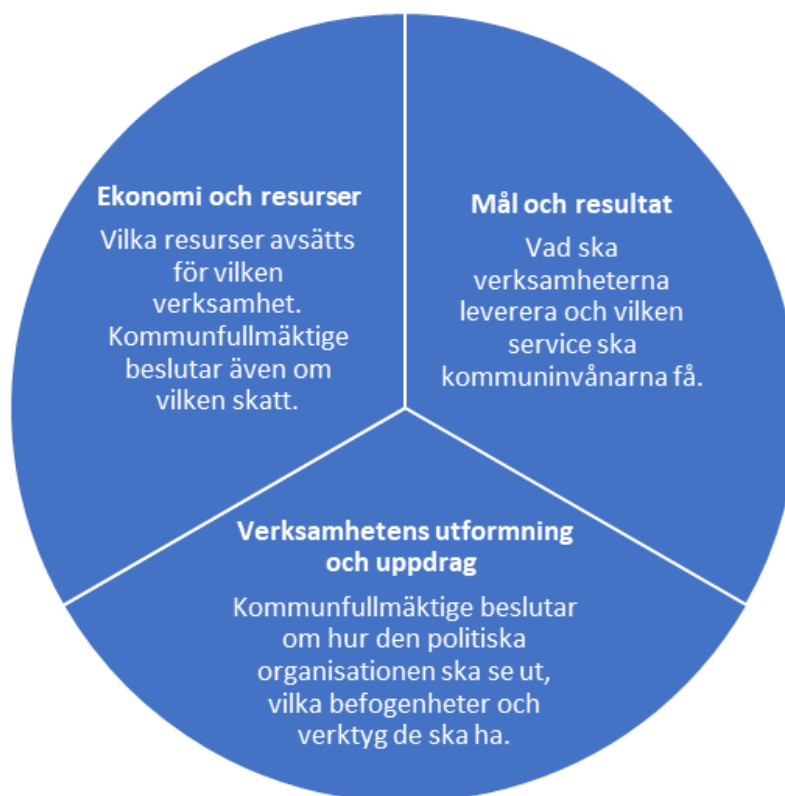 Ekonomi och resurser
Vilka resurser avsätts
för vilken
verksamhet.
Kommunfullmäktige
beslutar även om
vilken skatt.
Mål och resultat
Vad ska
verksamheterna
leverera och vilken
service ska
kommuninvånarna få.
Verksamhetens utformning
och uppdrag
Kommunfullmäktige beslutar
om hur den politiska
organisationen ska se ut,
vilka befogenheter och
verktyg de ska ha.